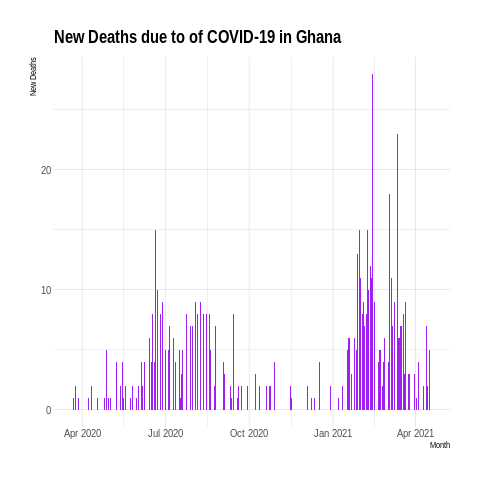 New Deaths due to of COVID-19 in Ghana
New Deaths
20
10
0
Apr 2020 Jul 2020 Oct 2020 Jan 2021 Apr 2021
Month